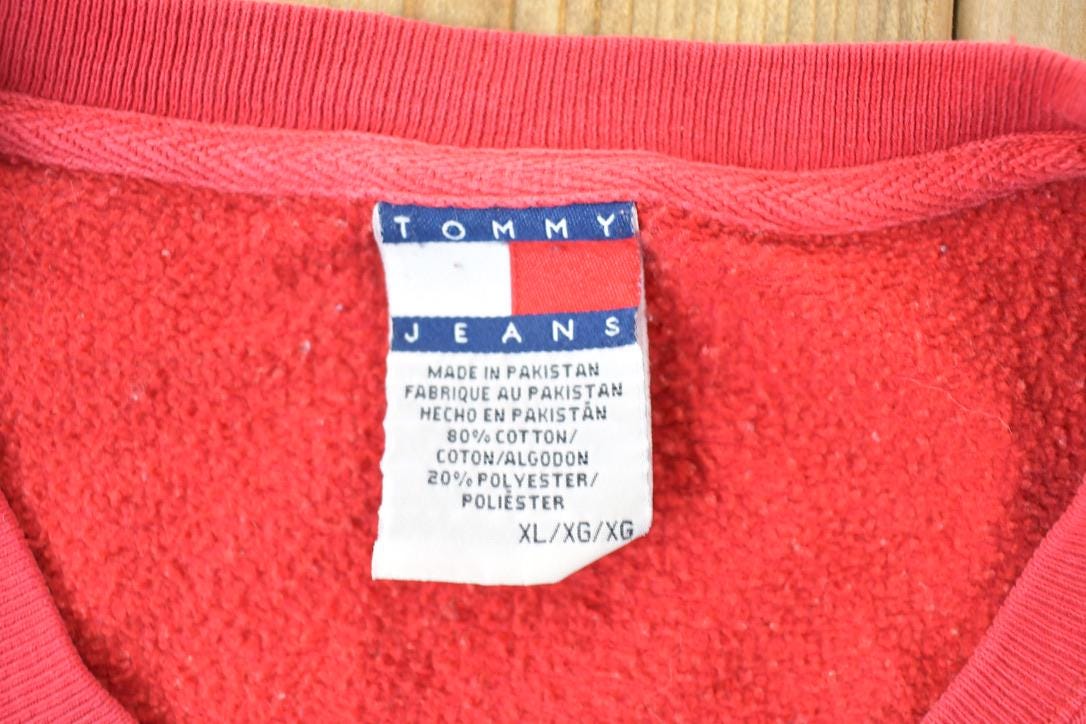 TOMMY
JEANS
MADE IN PAKISTAN
FABRIQUE AU PAKISTAN
HECHO EN PAKISTÁN
80% COTTON/
COTON/ALGODON
20% POLYESTER/
POLIÉSTER
XL/XG/XG